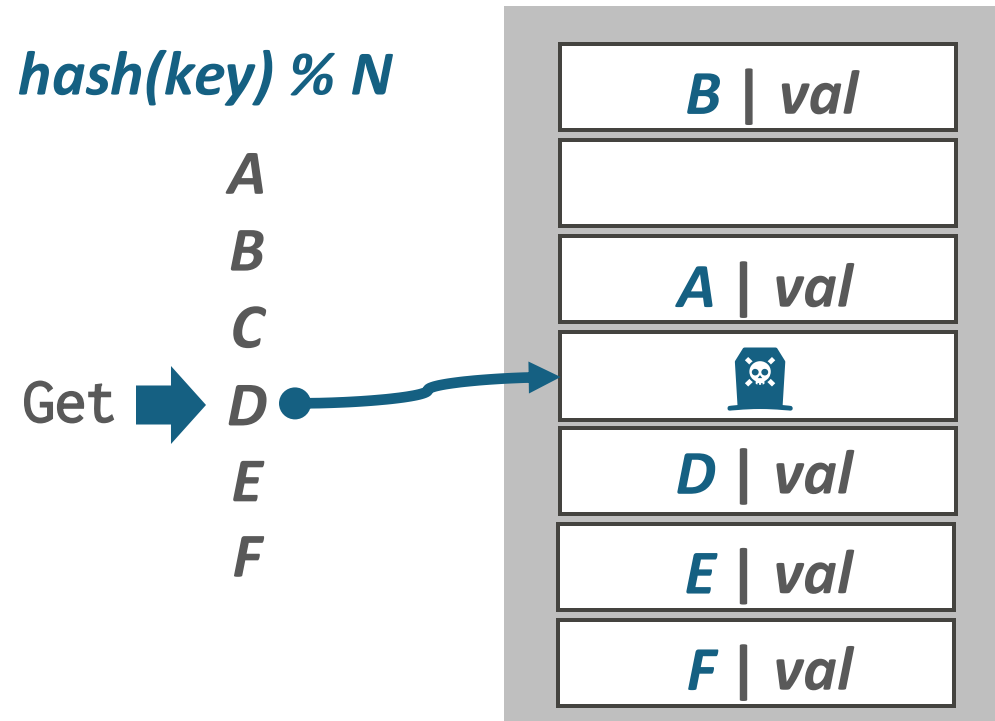 hash(key) % N
A
B
C
Get D
E
F
B | val
A | val
D | val
E | val
F | val